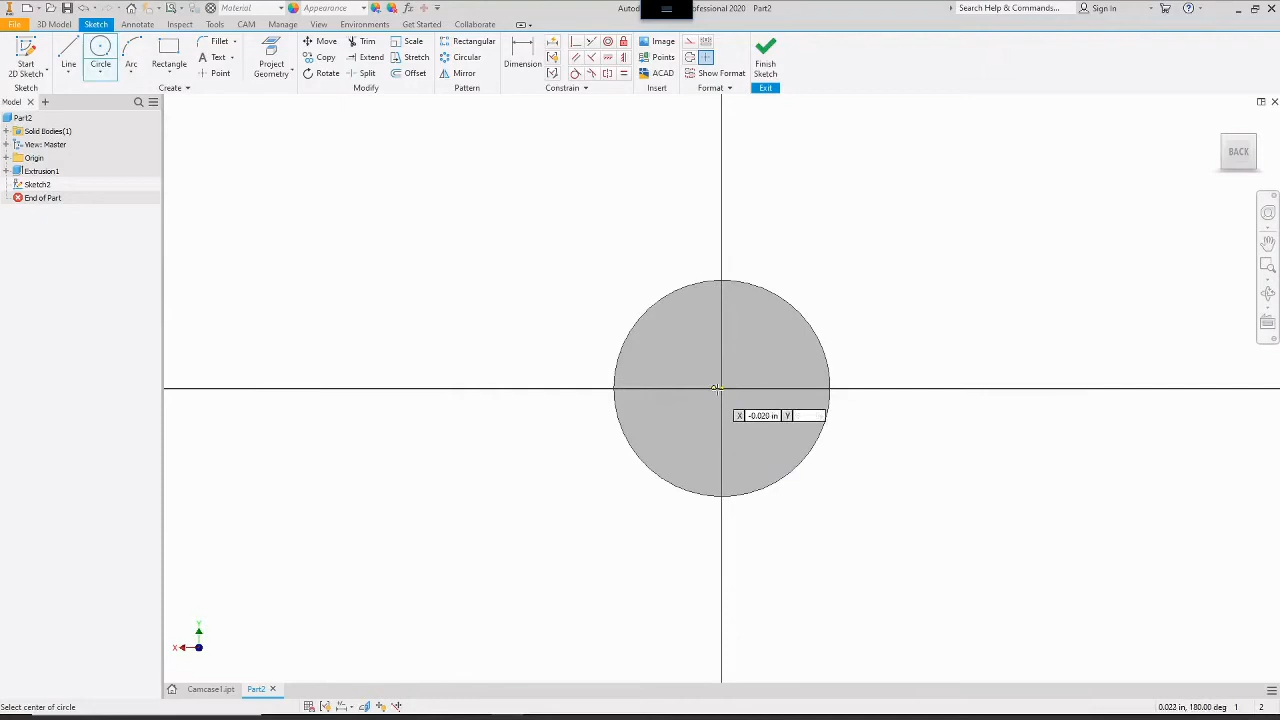 Material
Appearance
Autod
ofessional 2020 Part2
Search Help & Commands...
Sign In
File
Sketch
Annotate
Inspect
Tools
CAM
Manage
View
Environments
Get Started
Collaborate
Start
2D Sketch
Line
Circle
Arc
Rectangle
Fillet
Text
Point
Project
Geometry
Move
Copy
Rotate
Trim
Extend
Split
Scale
Stretch
Offset
Rectangular
Circular
Mirror
Dimension
Image
Points
ACAD
Show Format
Finish
Sketch
Sketch
Create
Modify
Pattern
Constrain
Insert
Format
Exit
Model
Part2
Solid Bodies(1)
View: Master
Origin
Extrusion1
Sketch2
End of Part
BACK
X -0.020 in Y
Y
X
Camcase1.ipt
Part2
Select center of circle
0.022 in, 180.00 deg 1 2